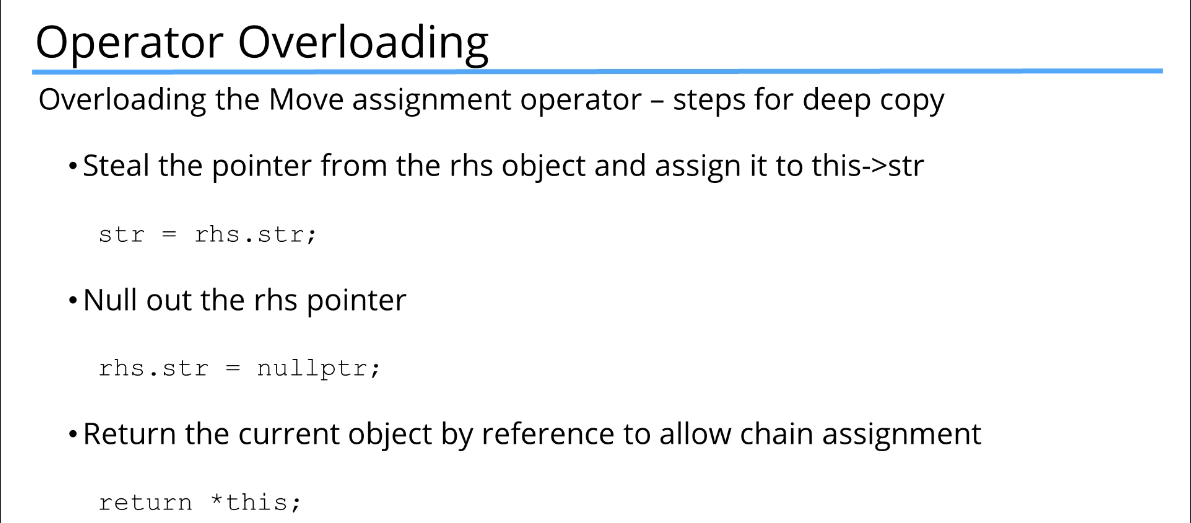 Operator Overloading
Overloading the Move assignment operator – steps for deep copy
•Steal the pointer from the rhs object and assign it to this->str
str = rhs.str;
•Null out the rhs pointer
rhs.str = nullptr;
•Return the current object by reference to allow chain assignment
return *this;